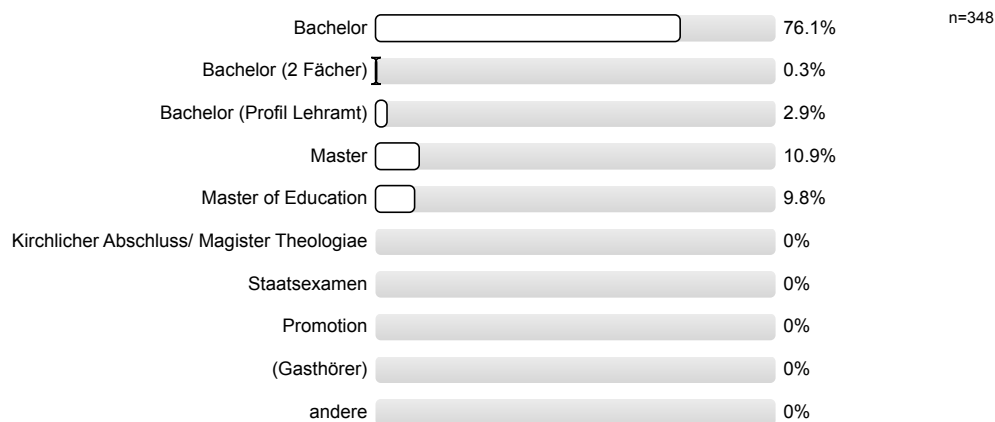 Bachelor 76.1% n=348
Bachelor (2 Fächer) 0.3%
Bachelor (Profil Lehramt) 2.9%
Master 10.9%
Master of Education 9.8%
Kirchlicher Abschluss/ Magister Theologiae 0%
Staatsexamen 0%
Promotion 0%
(Gasthörer) 0%
andere 0%